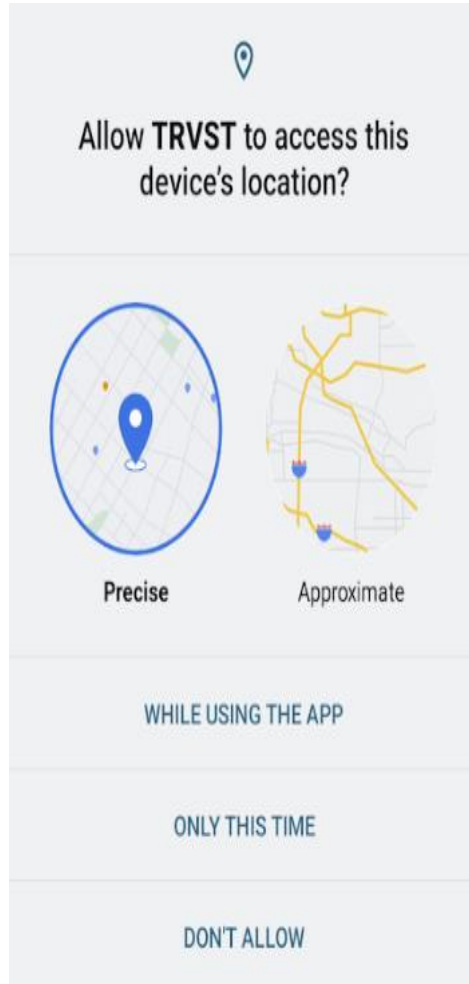 Allow TRVST to access this
device's location?
Precise
Approximate
WHILE USING THE APP
ONLY THIS TIME
DON'T ALLOW